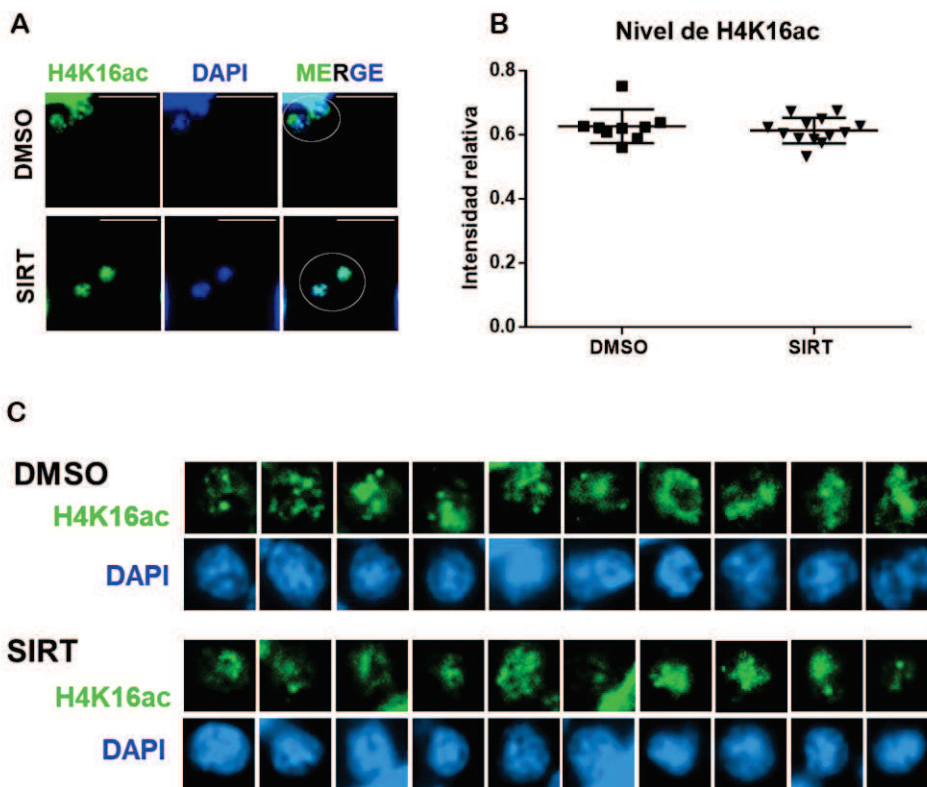 A
H4K16ac DAPI MERGE
DMSO
SIRT
B
Nivel de H4K16ac
Intensidad relativa
0.8
0.6
0.4
0.2
0.0
DMSO SIRT
C
DMSO
H4K16ac
DAPI
SIRT
H4K16ac
DAPI